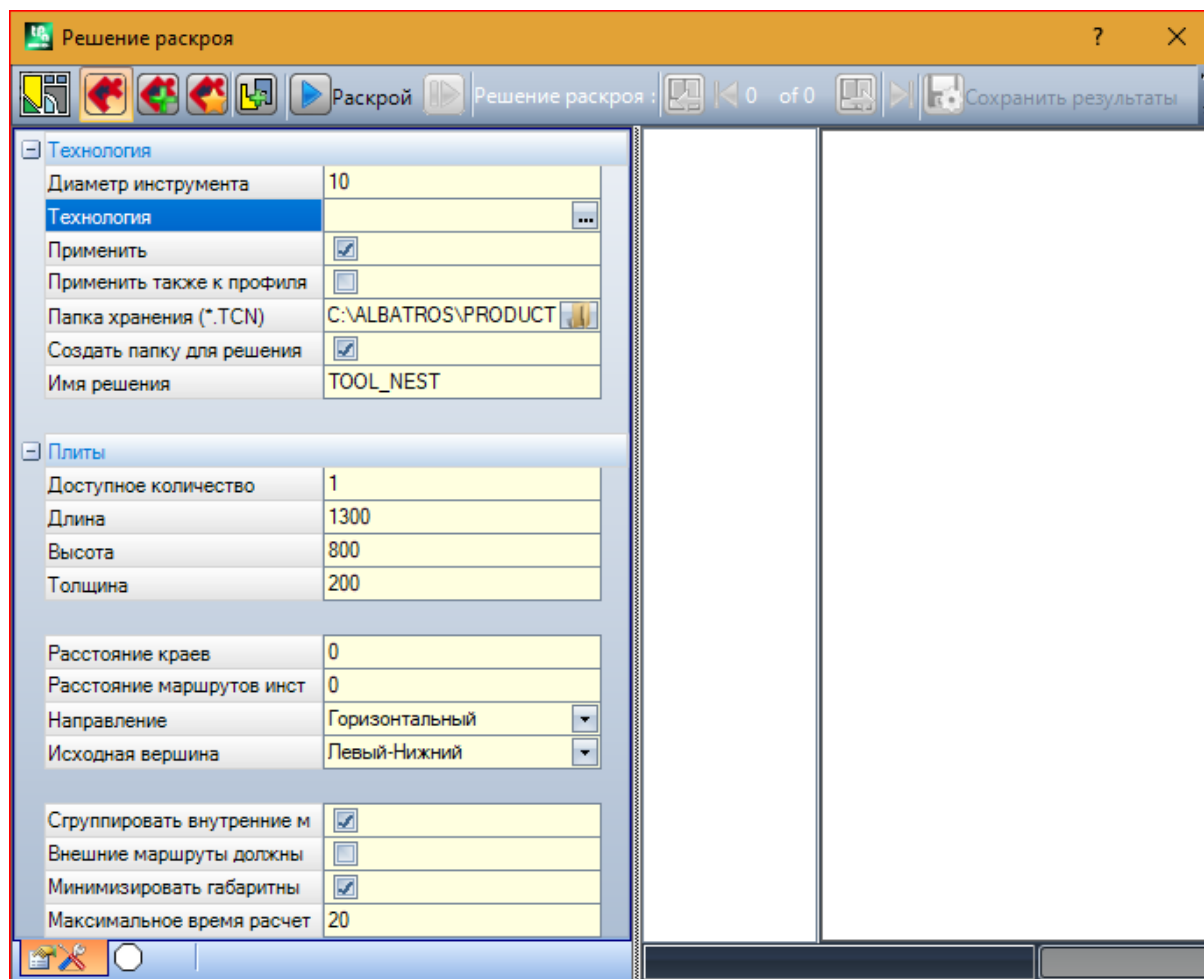 Решение раскроя ?
Раскрой Решение раскроя : 0 of 0 Сохранить результаты
Технология
Диаметр инструмента 10
Технология ...
Применить
Применить также к профиля
Папка хранения (*.TCN) C:\ALBATROS\PRODUCT
Создать папку для решения
Имя решения TOOL_NEST
Плиты
Доступное количество 1
Длина 1300
Высота 800
Толщина 200
Расстояние краев 0
Расстояние маршрутов инст 0
Направление Горизонтальный
Исходная вершина Левый-Нижний
Сгруппировать внутренние м
Внешние маршруты должны
Минимизировать габаритны
Максимальное время расчет 20